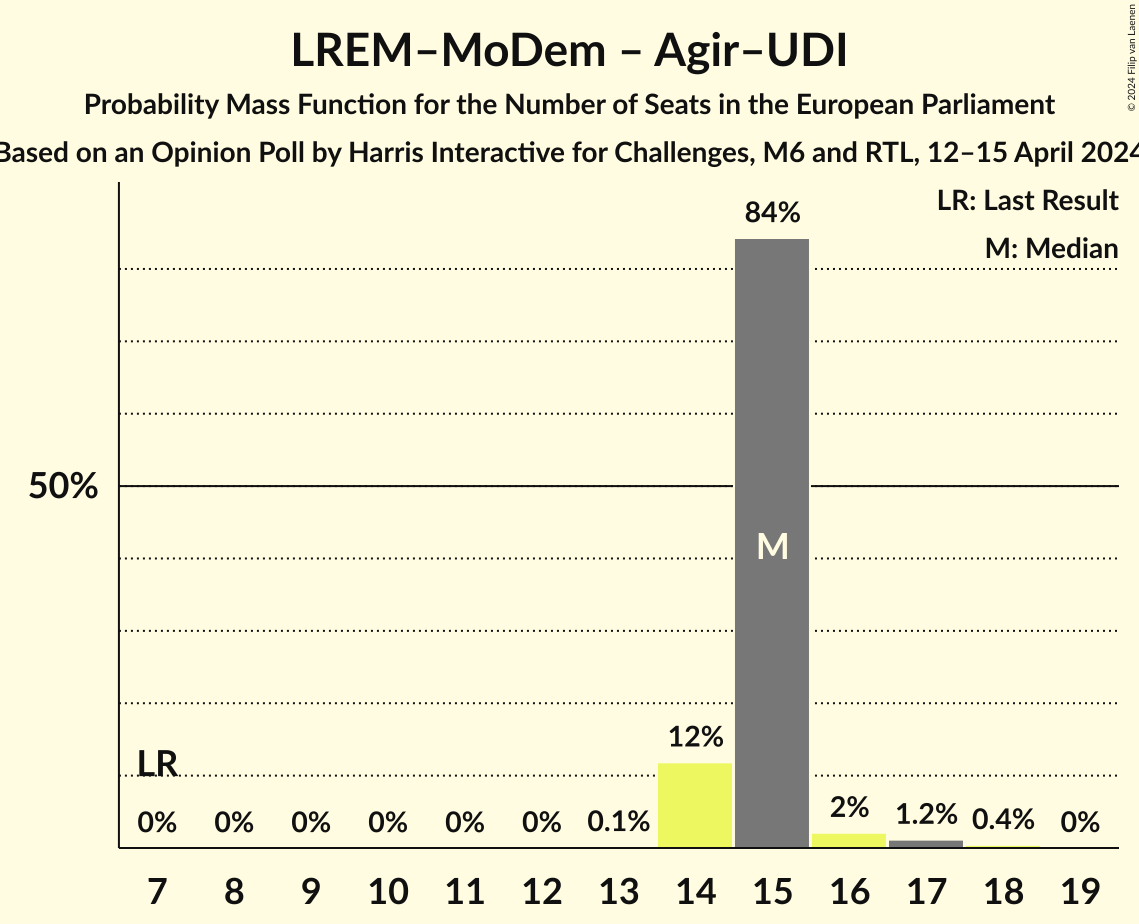 LREM–MoDem – Agir–UDI
Probability Mass Function for the Number of Seats in the European Parliament
Based on an Opinion Poll by Harris Interactive for Challenges, M6 and RTL, 12–15 April 2024
© 2024 Filip van Laenen
LR: Last Result
M: Median
84%
50%
M
12%
LR
0% 0% 0% 0% 0% 0% 0.1% 2% 1.2% 0.4% 0%
7 8 9 10 11 12 13 14 15 16 17 18 19